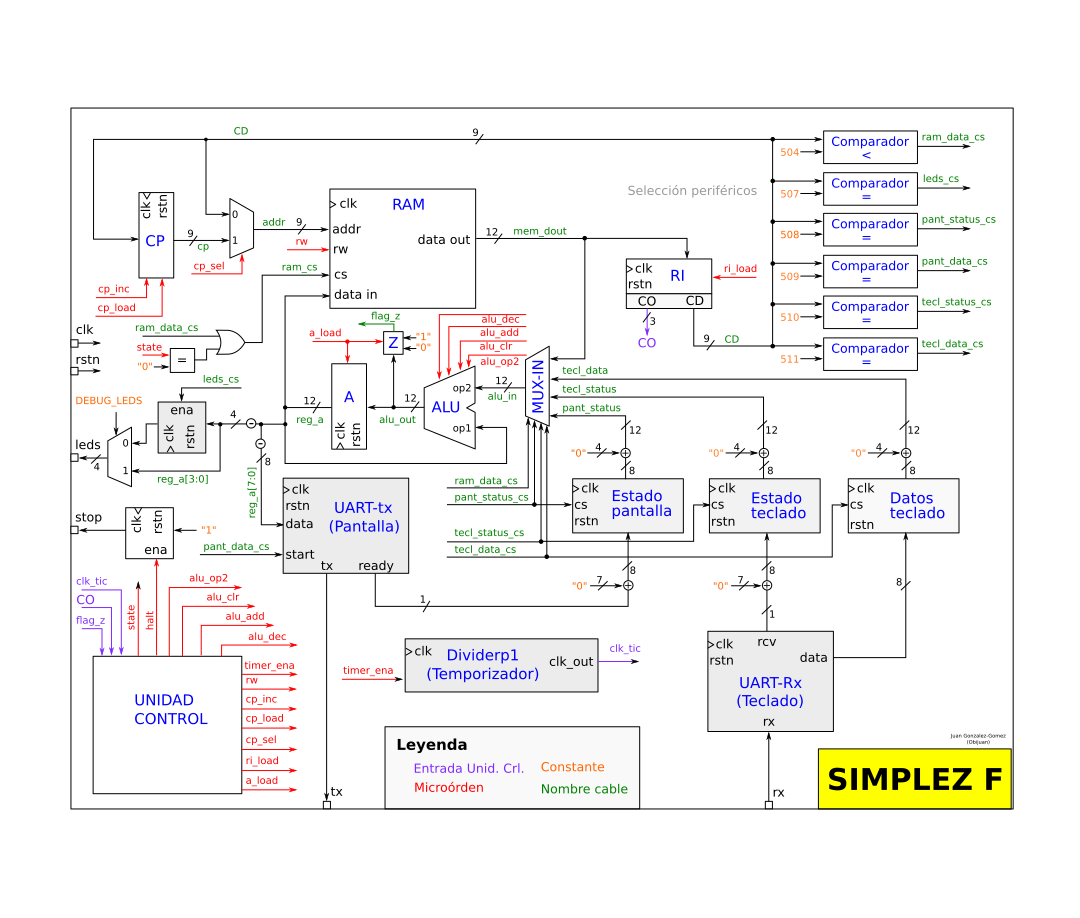 CD
9
Comparador
<
504
ram_data_cs
Comparador
=
507
leds_cs
Selección periféricos
Comparador
=
508
pant_status_cs
Comparador
=
509
pant_data_cs
Comparador
=
510
tecl_status_cs
Comparador
=
511
tecl_data_cs
clk
rstn
CP
9
cp
0
1
cp_sel
addr
9
cp_inc
cp_load
RAM
clk
addr
rw
rw
cs
ram_cs
data in
data out
12
mem_dout
clk
rstn
RI
CO
CD
ri_load
3
CO
9
CD
clk
rstn
ram_data_cs
state
"0"
=
flag_z
a_load
Z
"1"
"0"
alu_dec
alu_add
alu_clr
alu_op2
A
clk
rstn
12
reg_a
12
alu_out
ALU
op2
op1
12
alu_in
MUX-IN
tecl_data
tecl_status
pant_status
DEBUG_LEDS
leds_cs
ena
clk
rstn
4
leds
4
0
1
reg_a[3:0]
8
reg_a[7:0]
12
"0"
4
8
12
"0"
4
8
12
"0"
4
8
ram_data_cs
pant_status_cs
tecl_status_cs
tecl_data_cs
clk
cs
rstn
Estado
pantalla
clk
cs
rstn
Estado
teclado
clk
cs
rstn
Datos
teclado
clk
rstn
data
start
UART-tx
(Pantalla)
tx
ready
pant_data_cs
stop
clk
rstn
ena
"1"
"0"
7
8
"0"
7
8
1
8
1
clk_tic
CO
flag_z
state
halt
alu_op2
alu_clr
alu_add
alu_dec
timer_ena
rw
cp_inc
cp_load
cp_sel
ri_load
a_load
UNIDAD
CONTROL
timer_ena
clk
Dividerp1
(Temporizador)
clk_out
clk_tic
clk
rstn
rcv
data
UART-Rx
(Teclado)
rx
tx
rx
Leyenda
Entrada Unid. Crl.
Constante
Microórden
Nombre cable
Juan Gonzalez-Gomez
(Obijuan)
SIMPLEZ F